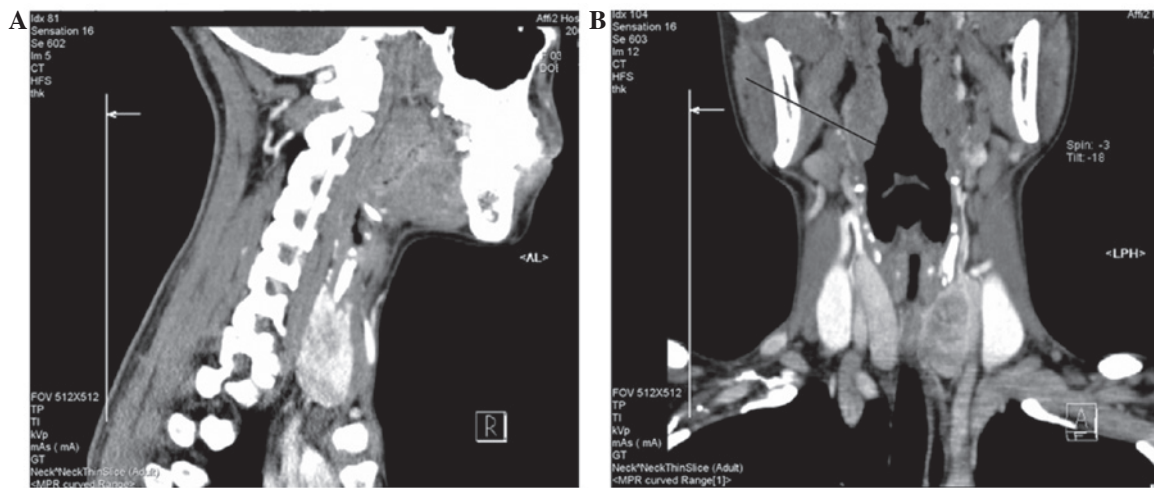 A
Idx 81
Sensation 16
Se 602
Im 5
CT
HFS
thk
Affi2 Hos
<AL>
FOV 512X512
TP
TI
kVp
mAs ( mA)
GT
Neck^NeckThinSlice (Adult)
<MPR curved Range>
R
B
Idx 104
Sensation 16
Se 603
Im 12
CT
HFS
thk
Spin: -3
Tilt: -18
<LPH>
FOV 512X512
TP
TI
kVp
mAs ( mA)
GT
Neck^NeckThinSlice (Adult)
<MPR curved Range[1]>
A
F